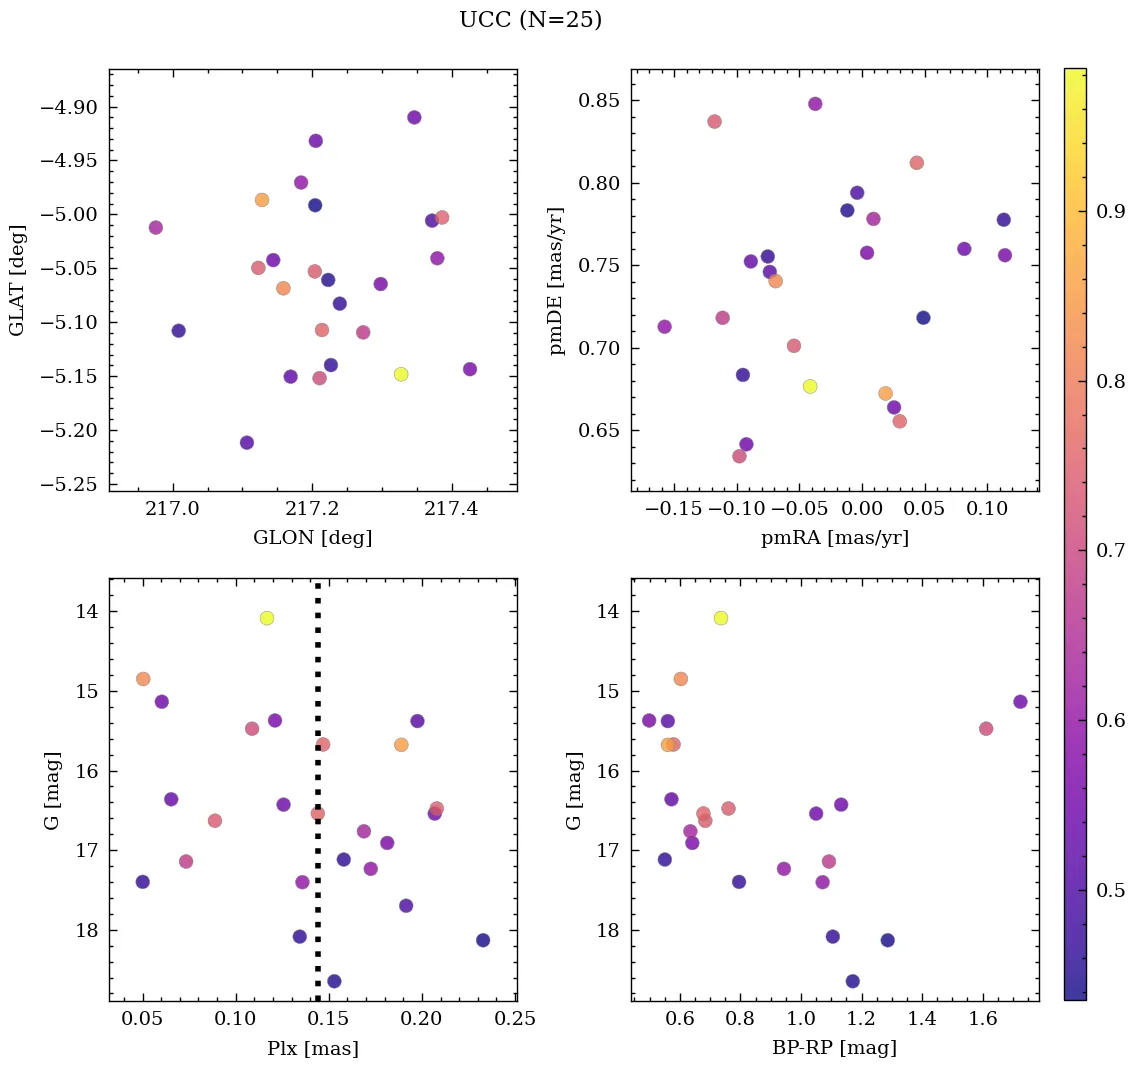 UCC (N=25)
−4.90
−4.95
−5.00
−5.05
−5.10
−5.15
−5.20
−5.25
GLAT [deg]
217.0 217.2 217.4
GLON [deg]
0.85
0.80
0.75
0.70
0.65
pmDE [mas/yr]
−0.15 −0.10 −0.05 0.00 0.05 0.10
pmRA [mas/yr]
14
15
16
17
18
G [mag]
0.05 0.10 0.15 0.20 0.25
Plx [mas]
14
15
16
17
18
G [mag]
0.6 0.8 1.0 1.2 1.4 1.6
BP-RP [mag]
0.9
0.8
0.7
0.6
0.5